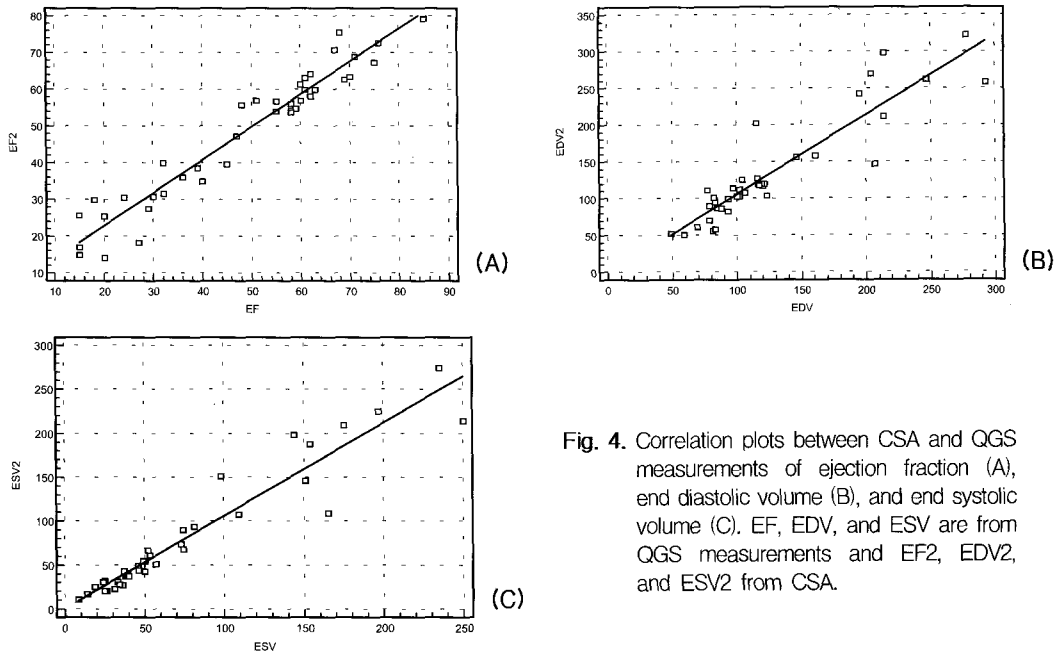 80
70
60
50
40
30
20
10
EF2
10 20 30 40 50 60 70 80 90
EF
(A)
350
300
250
200
150
100
50
0
EDV2
0 50 100 150 200 250 300
EDV
(B)
300
250
200
150
100
50
0
ESV2
0 50 100 150 200 250
ESV
(C)
Fig. 4. Correlation plots between CSA and QGS
measurements of ejection fraction (A),
end diastolic volume (B), and end systolic
volume (C). EF, EDV, and ESV are from
QGS measurements and EF2, EDV2,
and ESV2 from CSA.